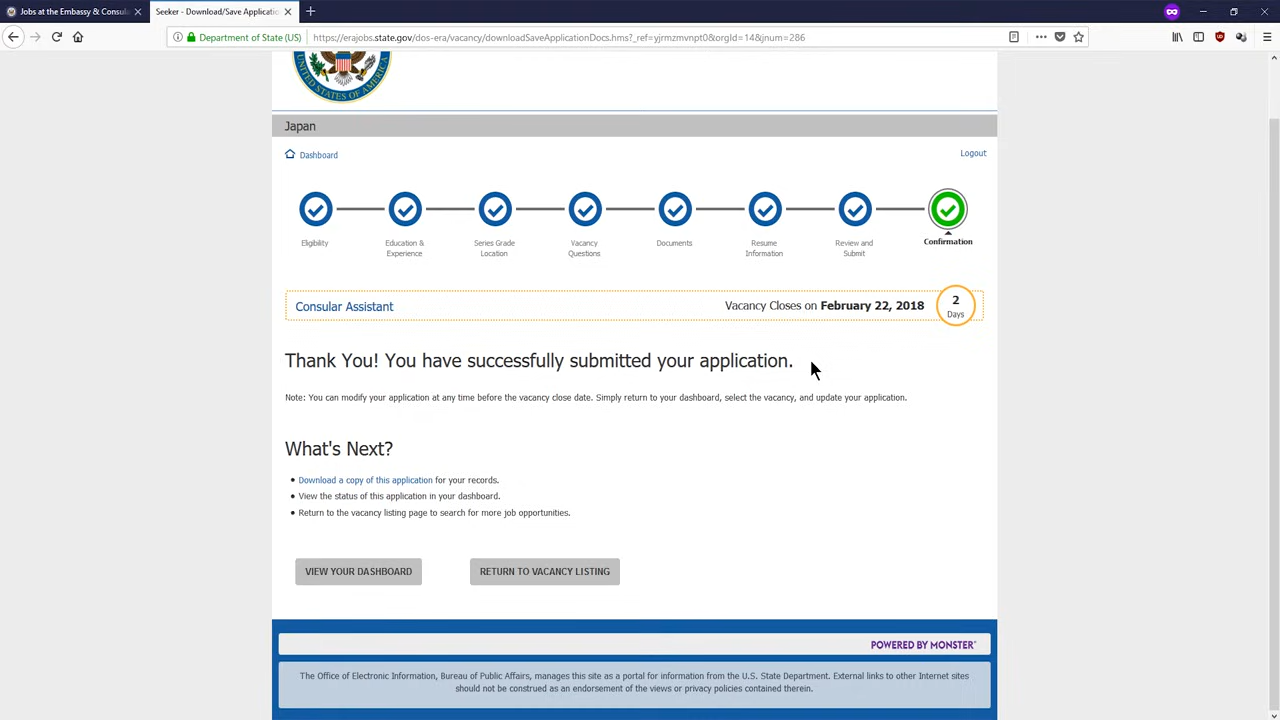 Jobs at the Embassy & Consula
Seeker - Download/Save Applicatio
Department of State (US)
https://erajobs.state.gov/dos-era/vacancy/downloadSaveApplicationDocs.hms?_ref=yjrmzmvnpt0&orgId=14&jnum=286
UNITED STATES OF AMERICA
Japan
Dashboard
Logout
Eligibility
Education &
Experience
Series Grade
Location
Vacancy
Questions
Documents
Resume
Information
Review and
Submit
Confirmation
Consular Assistant
Vacancy Closes on February 22, 2018
2
Days
Thank You! You have successfully submitted your application.
Note: You can modify your application at any time before the vacancy close date. Simply return to your dashboard, select the vacancy, and update your application.
What's Next?
• Download a copy of this application for your records.
• View the status of this application in your dashboard.
• Return to the vacancy listing page to search for more job opportunities.
VIEW YOUR DASHBOARD
RETURN TO VACANCY LISTING
POWERED BY MONSTER
The Office of Electronic Information, Bureau of Public Affairs, manages this site as a portal for information from the U.S. State Department. External links to other Internet sites
should not be construed as an endorsement of the views or privacy policies contained therein.